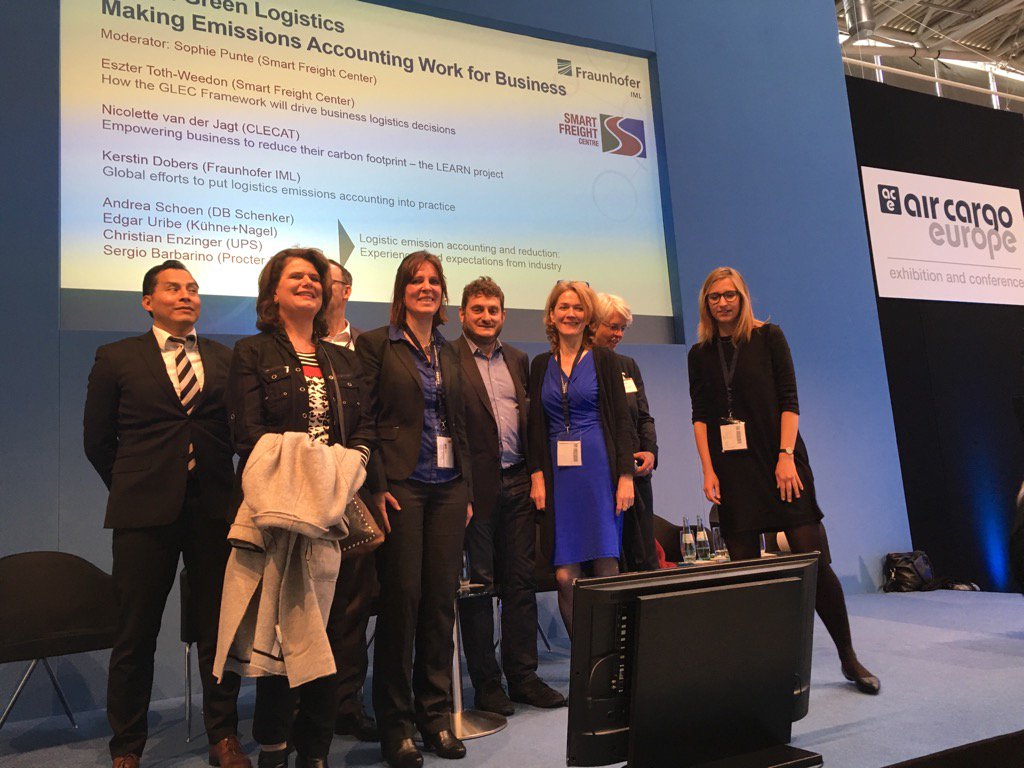 Green Logistics
Making Emissions Accounting Work for Business
Moderator: Sophie Punte (Smart Freight Center)
Fraunhofer
IML
Eszter Toth-Weedon (Smart Freight Center)
How the GLEC Framework will drive business logistics decisions
SMART
FREIGHT
CENTRE
Nicolette van der Jagt (CLECAT)
Empowering business to reduce their carbon footprint – the LEARN project
Kerstin Dobers (Fraunhofer IML)
Global efforts to put logistics emissions accounting into practice
Andrea Schoen (DB Schenker)
Edgar Uribe (Kühne+Nagel)
Christian Enzinger (UPS)
Sergio Barbarino (Procter
Logistic emission accounting and reduction:
expectations from industry
ace
air cargo
europe
exhibition and conference